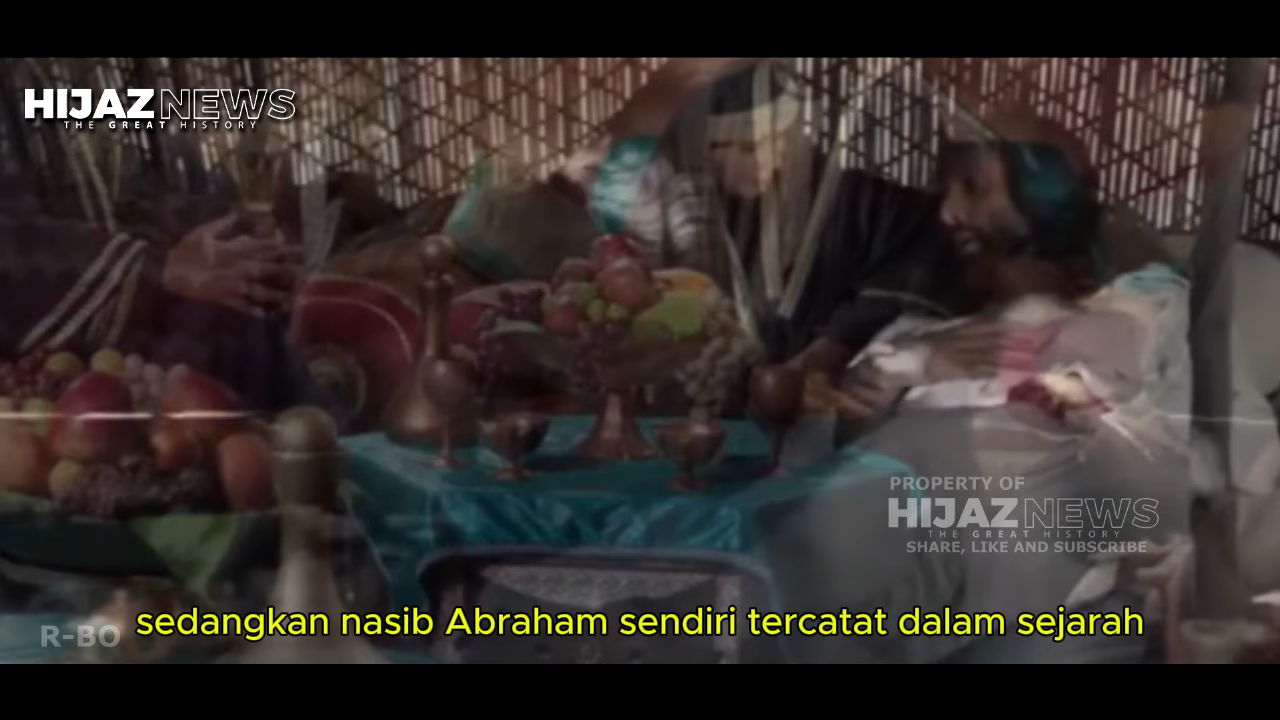 HIJAZNEWS
THE GREAT HISTORY
PROPERTY OF
HIJAZNEWS
THE GREAT HISTORY
SHARE, LIKE AND SUBSCRIBE
R-BO
sedangkan nasib Abraham sendiri tercatat dalam sejarah